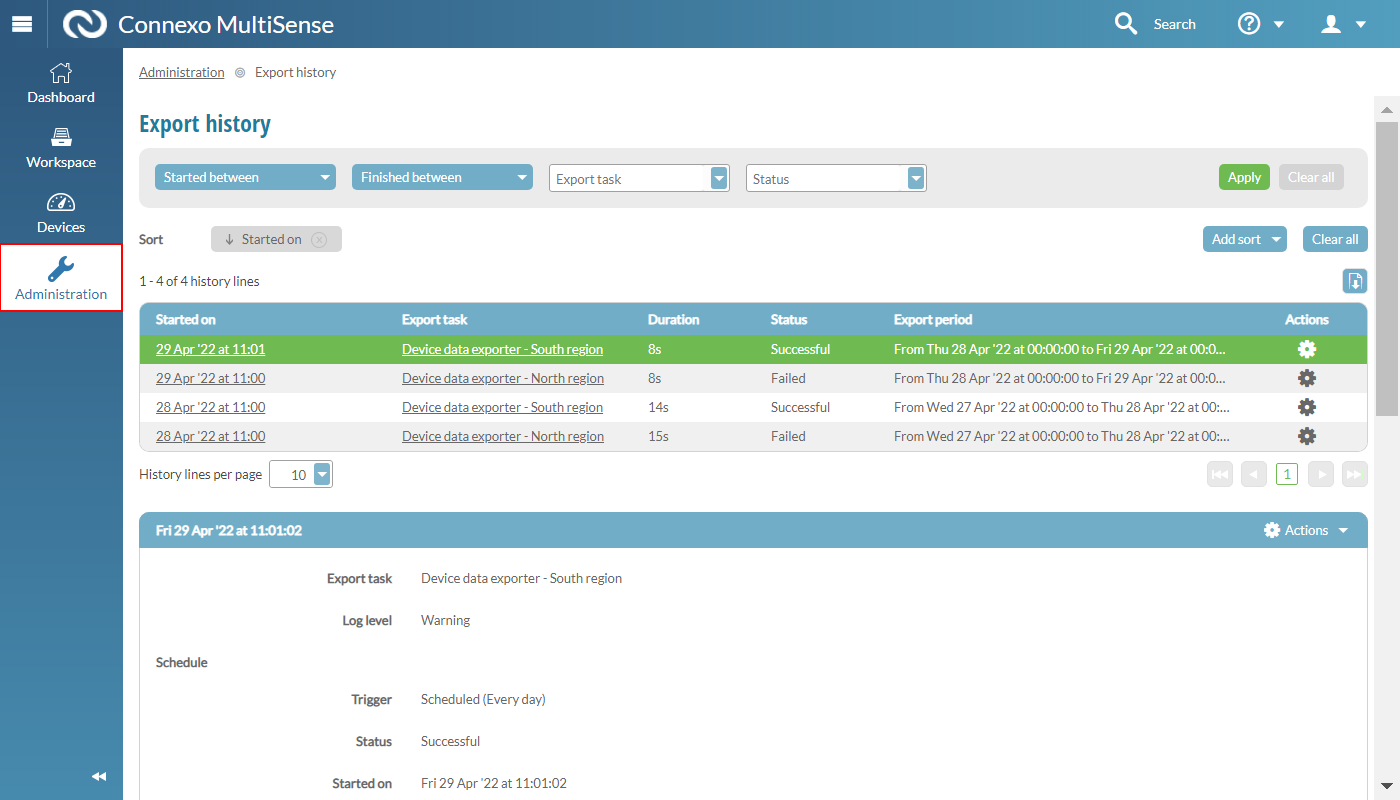 Connexo MultiSense
Search
Dashboard
Workspace
Devices
Administration
Administration Export history
Export history
Started between Finished between Export task Status Apply Clear all
Sort ↓ Started on Add sort Clear all
1 - 4 of 4 history lines
Started on Export task Duration Status Export period Actions
29 Apr '22 at 11:01 Device data exporter - South region 8s Successful From Thu 28 Apr '22 at 00:00:00 to Fri 29 Apr '22 at 00:0...
29 Apr '22 at 11:00 Device data exporter - North region 8s Failed From Thu 28 Apr '22 at 00:00:00 to Fri 29 Apr '22 at 00:0...
28 Apr '22 at 11:00 Device data exporter - South region 14s Successful From Wed 27 Apr '22 at 00:00:00 to Thu 28 Apr '22 at 00:...
28 Apr '22 at 11:00 Device data exporter - North region 15s Failed From Wed 27 Apr '22 at 00:00:00 to Thu 28 Apr '22 at 00:...
History lines per page 10 1
Fri 29 Apr '22 at 11:01:02 Actions
Export task Device data exporter - South region
Log level Warning
Schedule
Trigger Scheduled (Every day)
Status Successful
Started on Fri 29 Apr '22 at 11:01:02